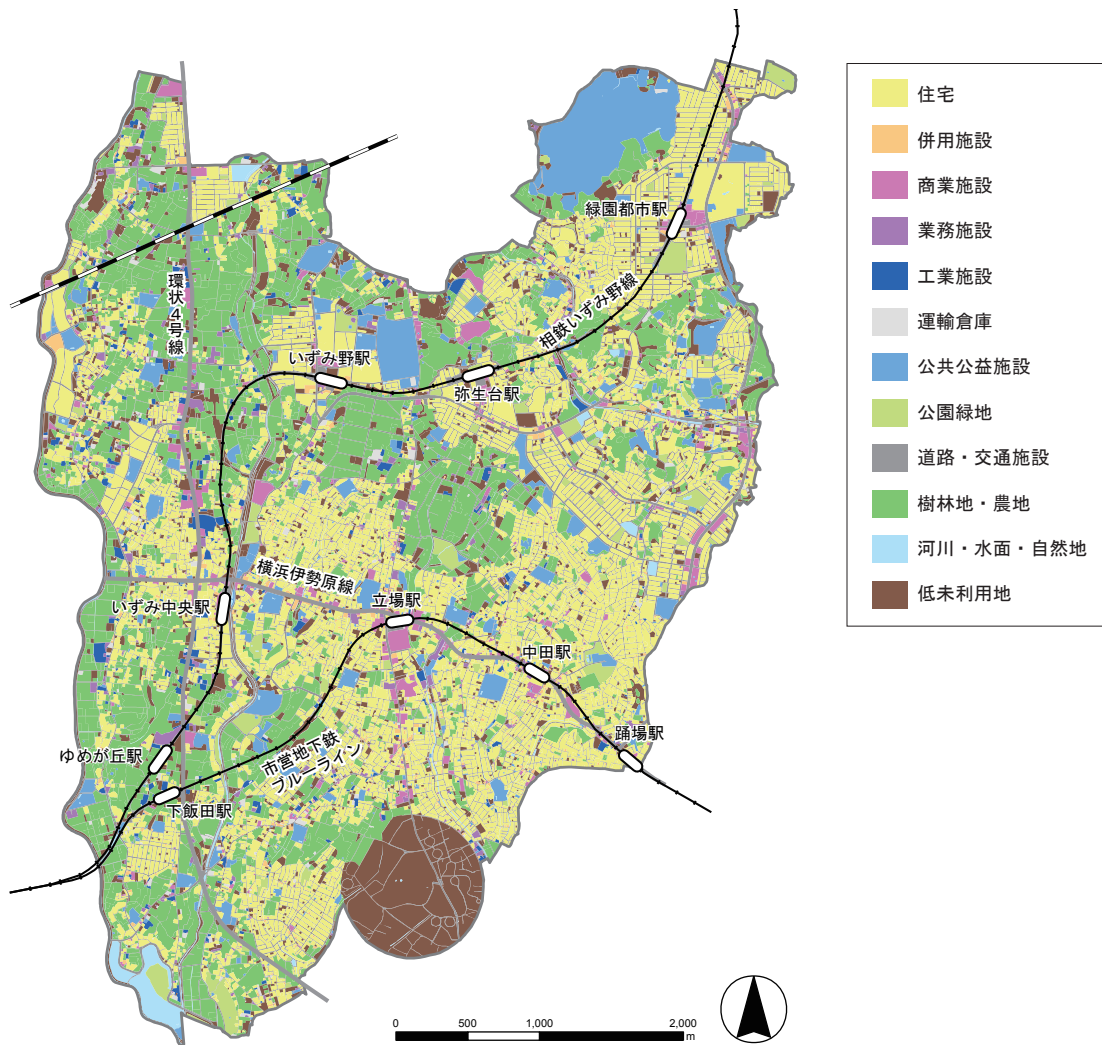 住宅
併用施設
商業施設
業務施設
工業施設
運輸倉庫
公共公益施設
公園緑地
道路・交通施設
樹林地・農地
河川・水面・自然地
低未利用地
緑園都市駅
環状4号線
相鉄いずみ野線
いずみ野駅
弥生台駅
横浜伊勢原線
いずみ中央駅
立場駅
中田駅
踊場駅
ゆめが丘駅
市営地下鉄
ブルーライン
下飯田駅
0 500 1,000 2,000
m